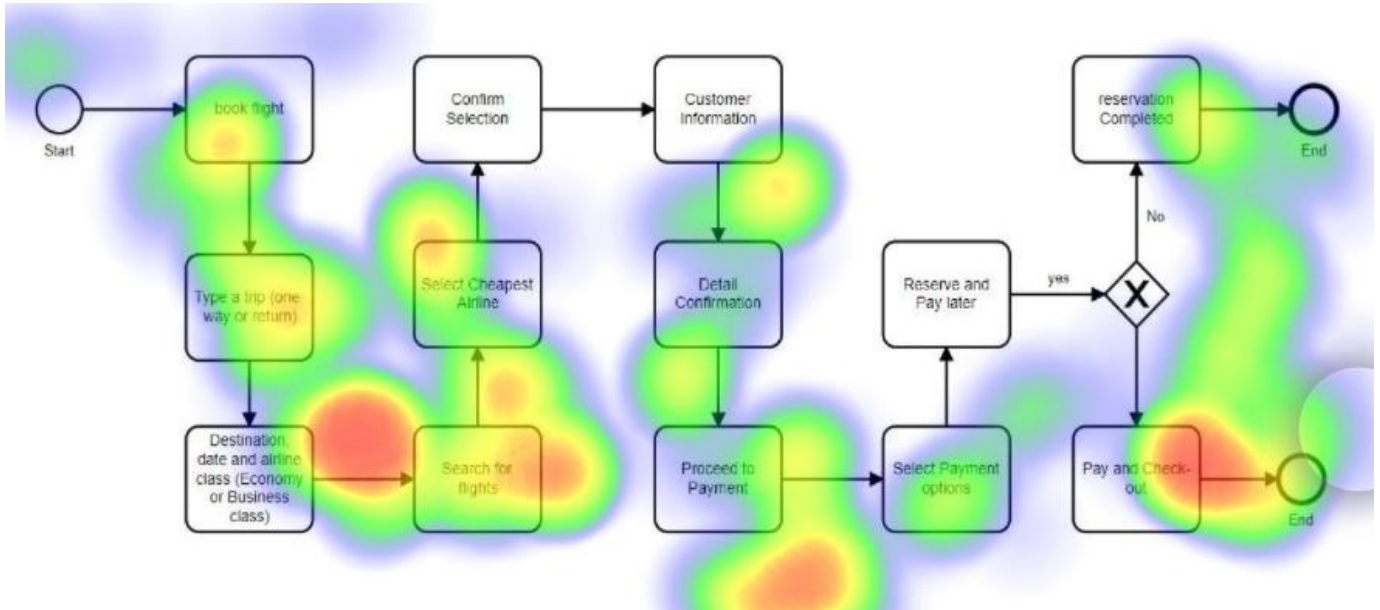 Start
book flight
Type a trip (one
way or return)
Destination,
date and airline
class (Economy
or Business
class)
Search for
flights
Select Cheapest
Airline
Confirm
Selection
Customer
Information
Detail
Confirmation
Proceed to
Payment
Select Payment
options
Reserve and
Pay later
yes
X
No
reservation
Completed
End
Pay and Check-
out
End